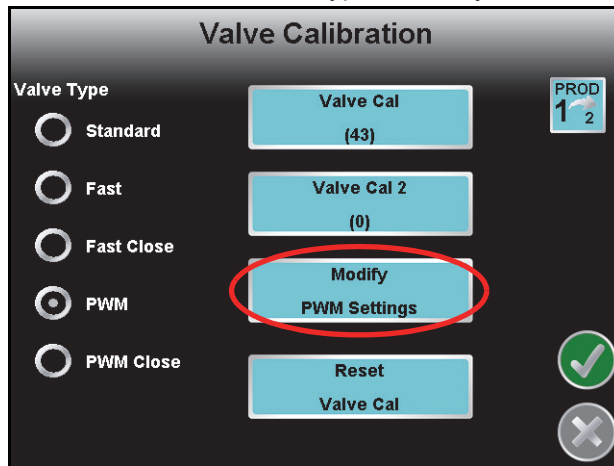 Valve Calibration
Valve Type
Standard
Fast
Fast Close
PWM
PWM Close
Valve Cal
(43)
Valve Cal 2
(0)
Modify
PWM Settings
Reset
Valve Cal
PROD
1 2